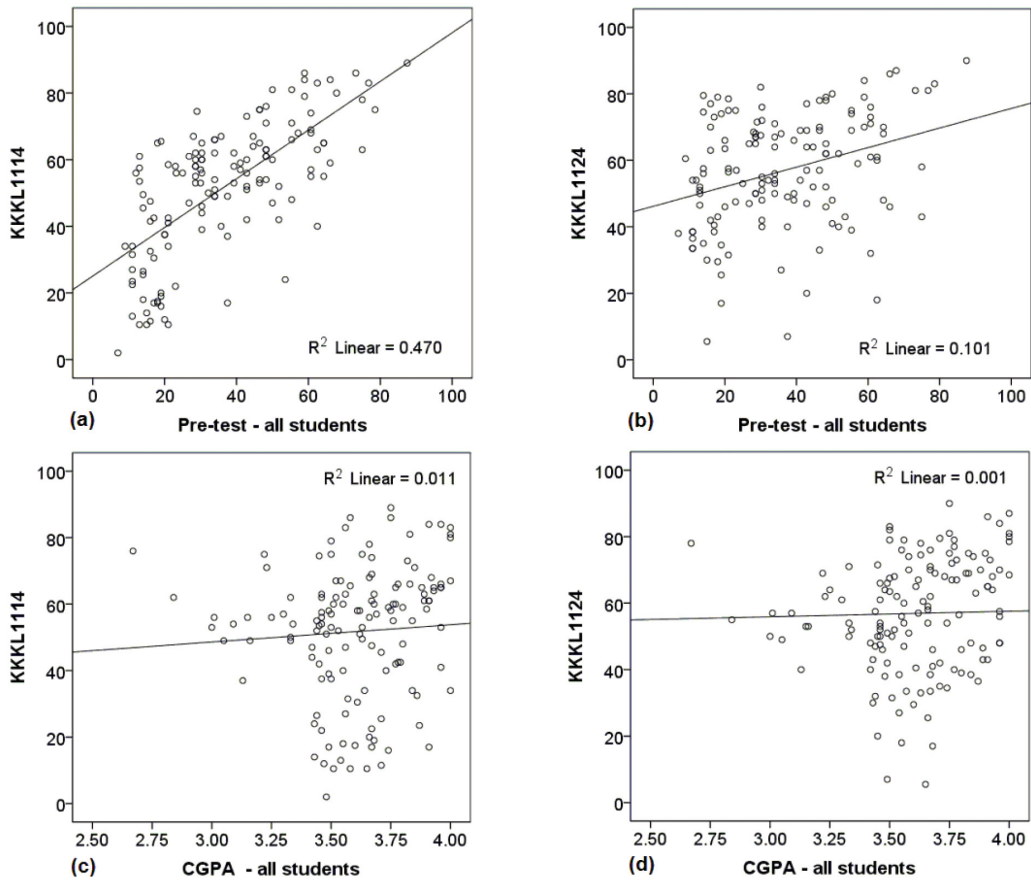 100
80
60
40
20
0
KKKL1114
R² Linear = 0.470
0 20 40 60 80 100
(a) Pre-test - all students
100
80
60
40
20
0
KKKL1124
R² Linear = 0.101
0 20 40 60 80 100
(b) Pre-test - all students
100
80
60
40
20
0
KKKL1114
R² Linear = 0.011
2.50 2.75 3.00 3.25 3.50 3.75 4.00
(c) CGPA - all students
100
80
60
40
20
0
KKKL1124
R² Linear = 0.001
2.50 2.75 3.00 3.25 3.50 3.75 4.00
(d) CGPA - all students